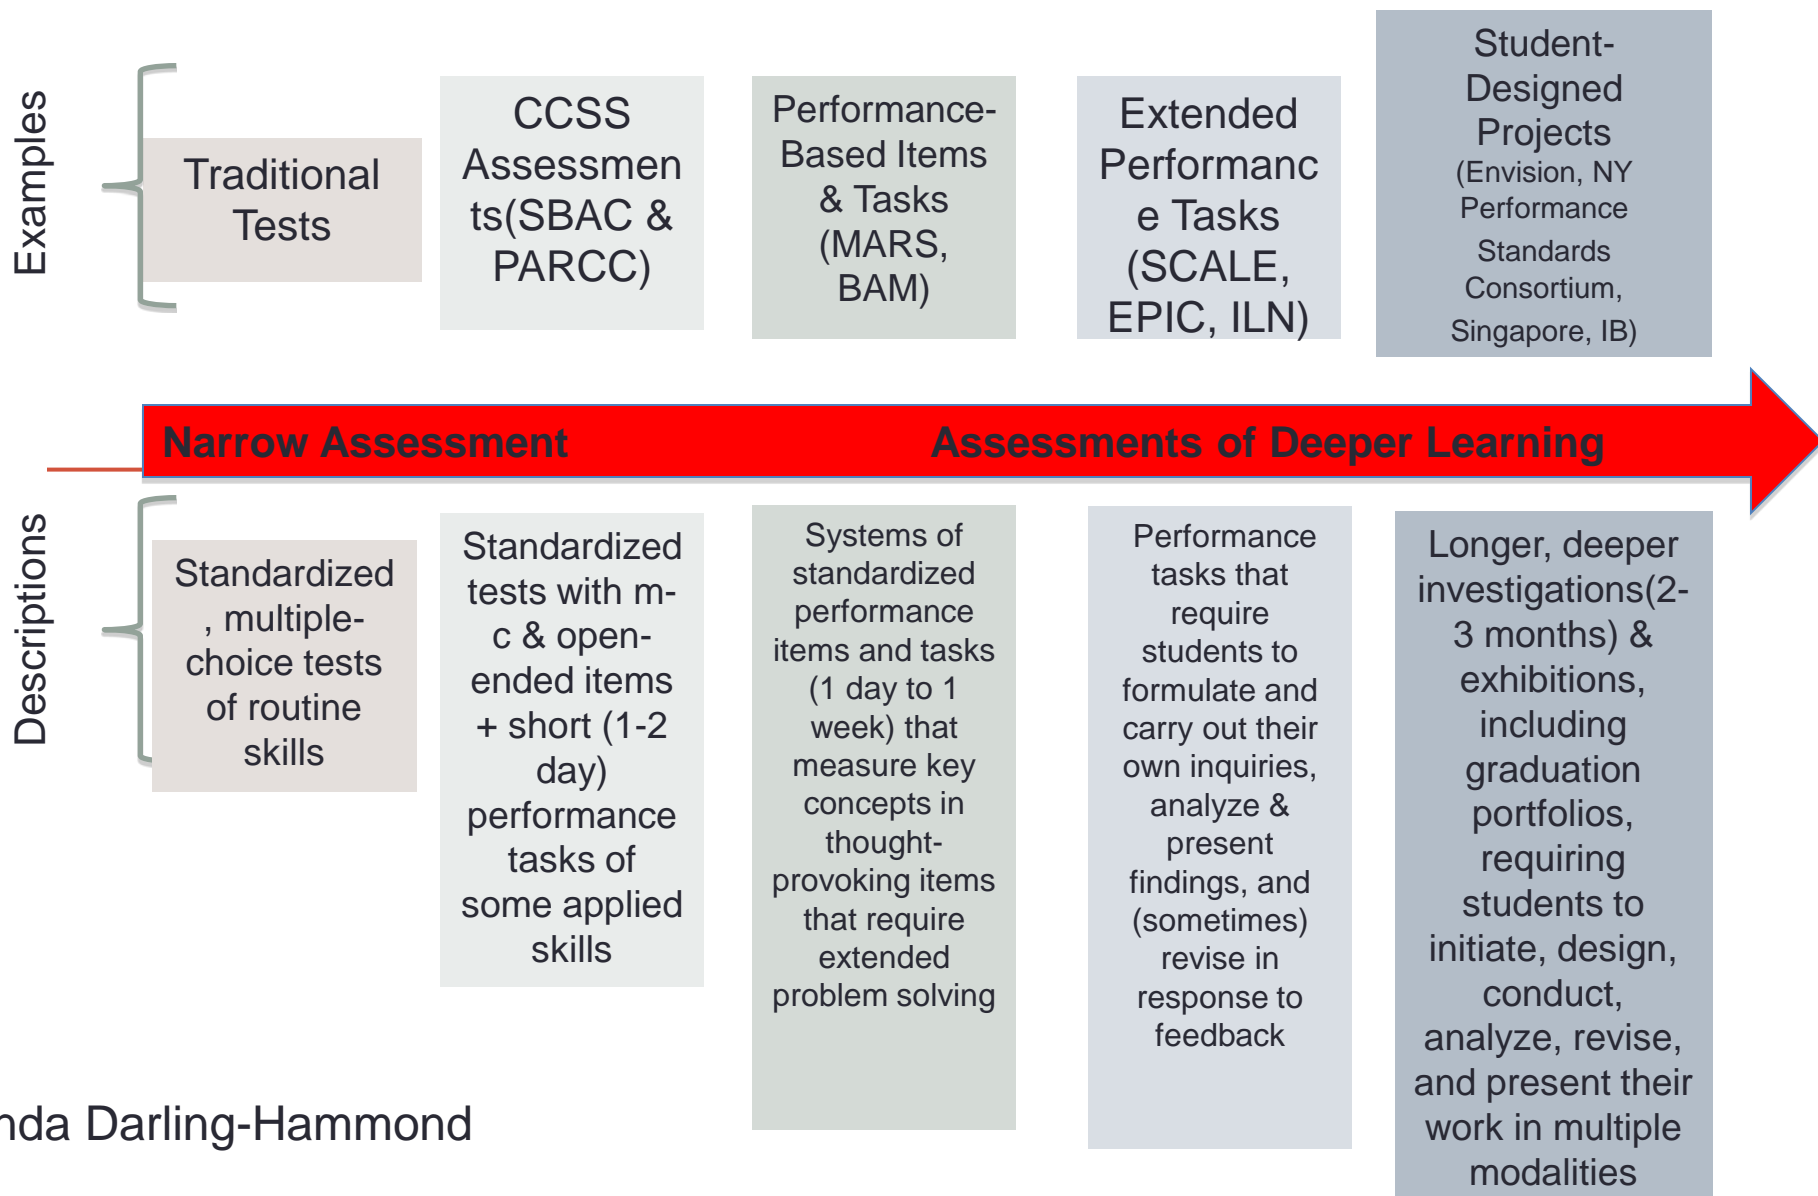 Examples
Traditional
Tests
CCSS
Assessmen
ts(SBAC &
PARCC)
Performance-
Based Items
& Tasks
(MARS,
BAM)
Extended
Performanc
e Tasks
(SCALE,
EPIC, ILN)
Student-
Designed
Projects
(Envision, NY
Performance
Standards
Consortium,
Singapore, IB)
Narrow Assessment
Assessments of Deeper Learning
Descriptions
Standardized
, multiple-
choice tests
of routine
skills
Standardized
tests with m-
c & open-
ended items
+ short (1-2
day)
performance
tasks of
some applied
skills
Systems of
standardized
performance
items and tasks
(1 day to 1
week) that
measure key
concepts in
thought-
provoking items
that require
extended
problem solving
Performance
tasks that
require
students to
formulate and
carry out their
own inquiries,
analyze &
present
findings, and
(sometimes)
revise in
response to
feedback
Longer, deeper
investigations(2-
3 months) &
exhibitions,
including
graduation
portfolios,
requiring
students to
initiate, design,
conduct,
analyze, revise,
and present their
work in multiple
modalities
nda Darling-Hammond